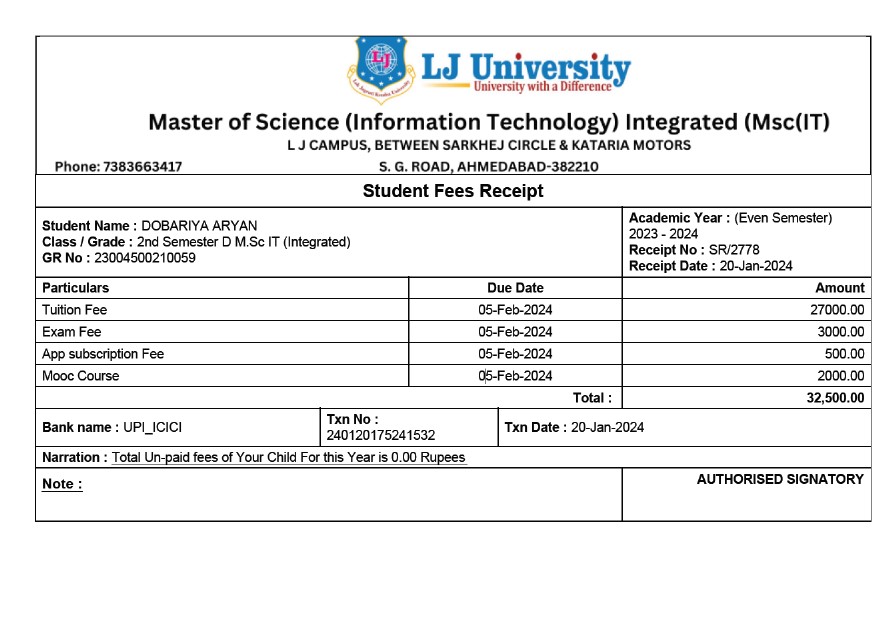 LJ
Lok Jagruti Kendra University
LJ University
University with a Difference
Master of Science (Information Technology) Integrated (Msc(IT)
L J CAMPUS, BETWEEN SARKHEJ CIRCLE & KATARIA MOTORS
Phone: 7383663417 S. G. ROAD, AHMEDABAD-382210
Student Fees Receipt
Student Name : DOBARIYA ARYAN
Class / Grade : 2nd Semester D M.Sc IT (Integrated)
GR No : 23004500210059
Academic Year : (Even Semester)
2023 - 2024
Receipt No : SR/2778
Receipt Date : 20-Jan-2024
Particulars Due Date Amount
Tuition Fee 05-Feb-2024 27000.00
Exam Fee 05-Feb-2024 3000.00
App subscription Fee 05-Feb-2024 500.00
Mooc Course 05-Feb-2024 2000.00
Total : 32,500.00
Bank name : UPI_ICICI
Txn No :
240120175241532
Txn Date : 20-Jan-2024
Narration : Total Un-paid fees of Your Child For this Year is 0.00 Rupees
Note :
AUTHORISED SIGNATORY